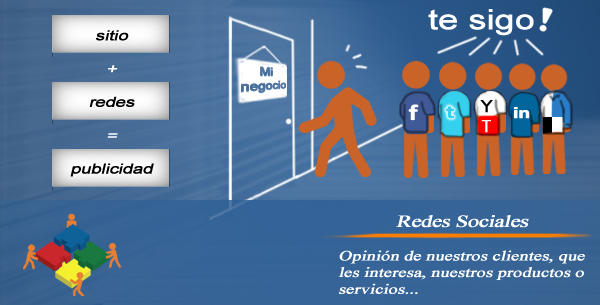 sitio
+
redes
=
publicidad
Mi
negocio
te sigo!
f
t
Y
T
in
Redes Sociales
Opinión de nuestros clientes, que
les interesa, nuestros productos o
servicios...